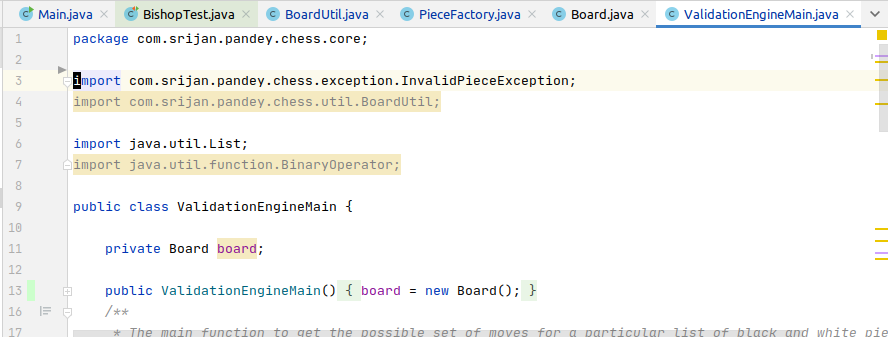 Main.java BishopTest.java BoardUtil.java PieceFactory.java Board.java ValidationEngineMain.java
1 package com.srijan.pandey.chess.core;
2
3 import com.srijan.pandey.chess.exception.InvalidPieceException;
4 import com.srijan.pandey.chess.util.BoardUtil;
5
6 import java.util.List;
7 import java.util.function.BinaryOperator;
8
9 public class ValidationEngineMain {
10
11 private Board board;
12
13 public ValidationEngineMain() { board = new Board(); }
16 /**
17 * The main function to get the possible set of moves for a particular list of black and white pie